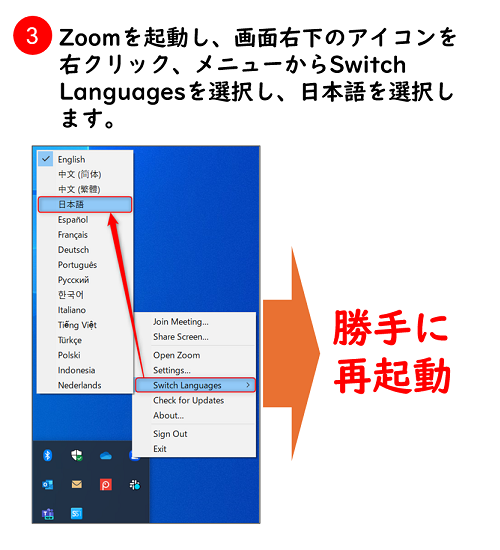 3 Zoomを起動し、画面右下のアイコンを
右クリック、メニューからSwitch
Languagesを選択し、日本語を選択し
ます。
English
中文 (简体)
中文 (繁體)
日本語
Español
Français
Deutsch
Português
Русский
한국어
Italiano
Tiếng Việt
Türkçe
Polski
Indonesia
Nederlands
Join Meeting...
Share Screen...
Open Zoom
Settings...
Switch Languages
Check for Updates
About...
Sign Out
Exit
勝手に
再起動